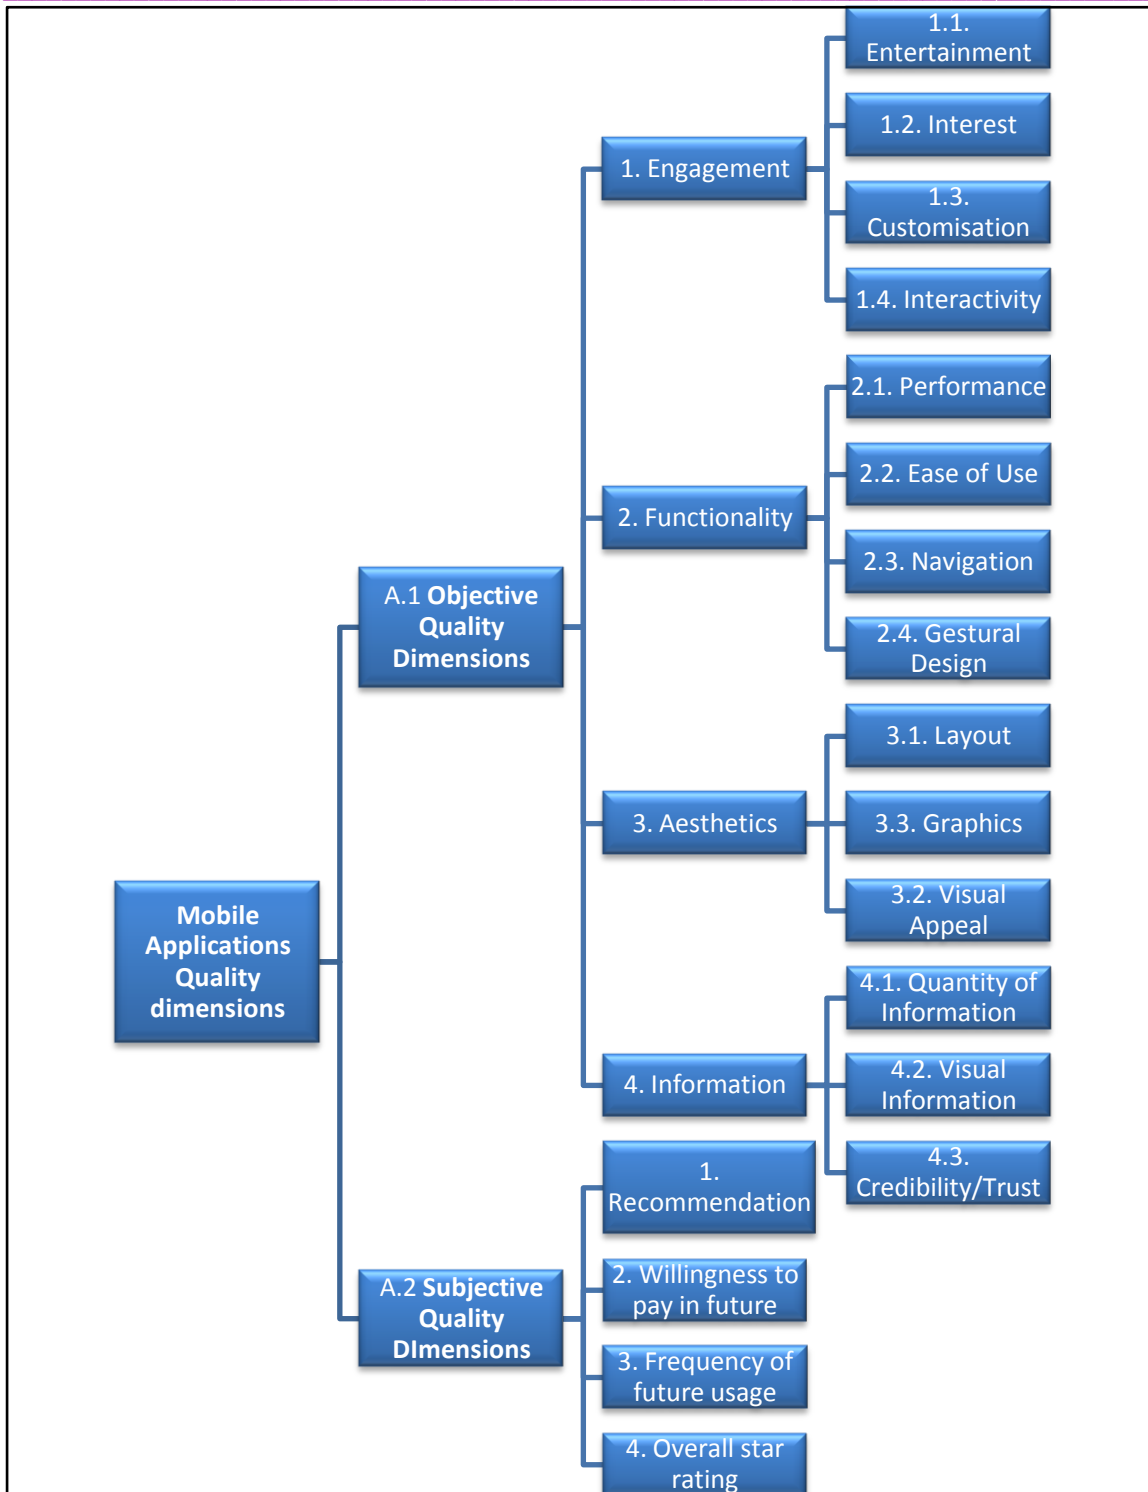 1.1.
Entertainment
1.2. Interest
1. Engagement
1.3.
Customisation
1.4. Interactivity
2.1. Performance
2.2. Ease of Use
2. Functionality
2.3. Navigation
2.4. Gestural
Design
A.1 Objective
Quality
Dimensions
3.1. Layout
3. Aesthetics
3.3. Graphics
3.2. Visual
Appeal
Mobile
Applications
Quality
dimensions
4.1. Quantity of
Information
4. Information
4.2. Visual
Information
4.3.
Credibility/Trust
1.
Recommendation
A.2 Subjective
Quality
DImensions
2. Willingness to
pay in future
3. Frequency of
future usage
4. Overall star
rating